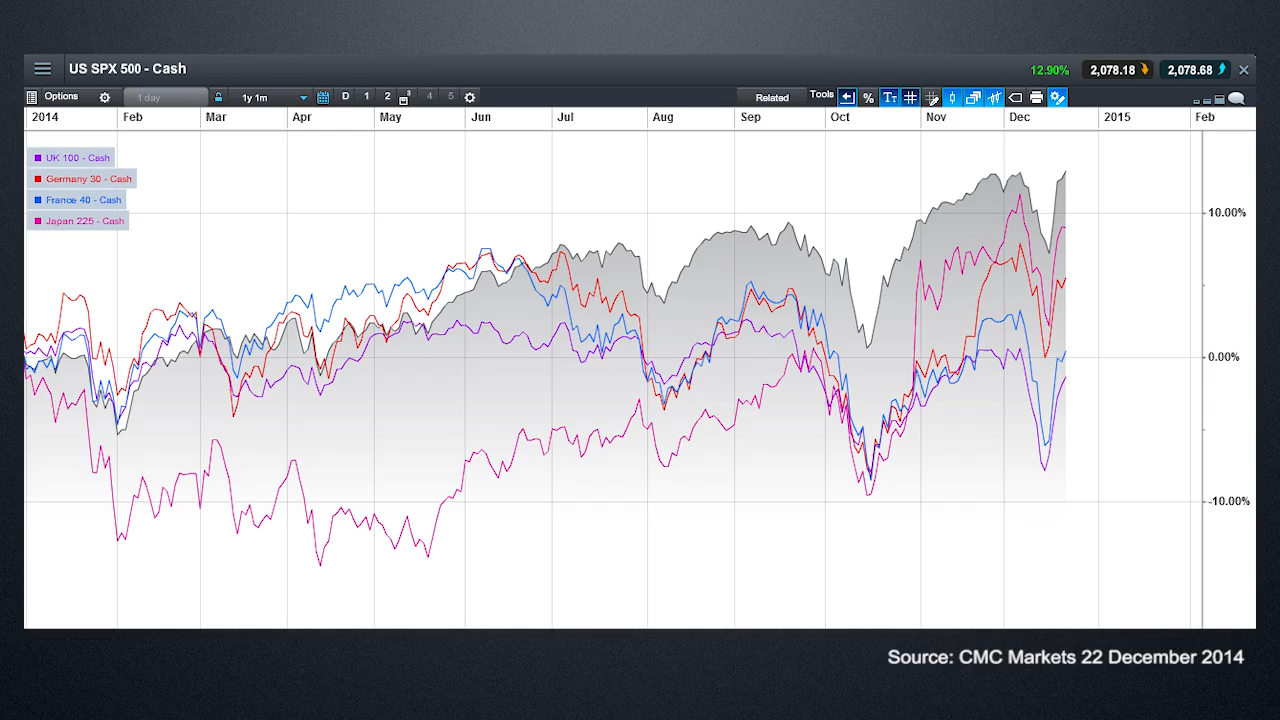 US SPX 500 - Cash
12.90% 2,078.18 2,078.68
Options 1 day 1y 1m D 1 2 3 4 5 Related Tools %
2014 Feb Mar Apr May Jun Jul Aug Sep Oct Nov Dec 2015 Feb
UK 100 - Cash
Germany 30 - Cash
France 40 - Cash
Japan 225 - Cash
10.00%
0.00%
-10.00%
Source: CMC Markets 22 December 2014